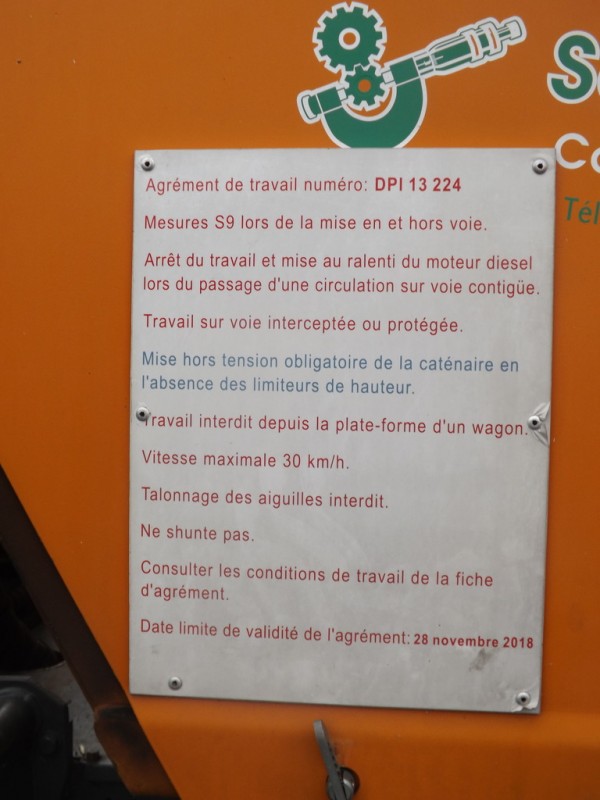 Agrément de travail numéro: DPI 13 224
Mesures S9 lors de la mise en et hors voie.
Arrêt du travail et mise au ralenti du moteur diesel
lors du passage d'une circulation sur voie contigüe.
Travail sur voie interceptée ou protégée.
Mise hors tension obligatoire de la caténaire en
l'absence des limiteurs de hauteur.
Travail interdit depuis la plate-forme d'un wagon.
Vitesse maximale 30 km/h.
Talonnage des aiguilles interdit.
Ne shunte pas.
Consulter les conditions de travail de la fiche
d'agrément.
Date limite de validité de l'agrément: 28 novembre 2018
Tél